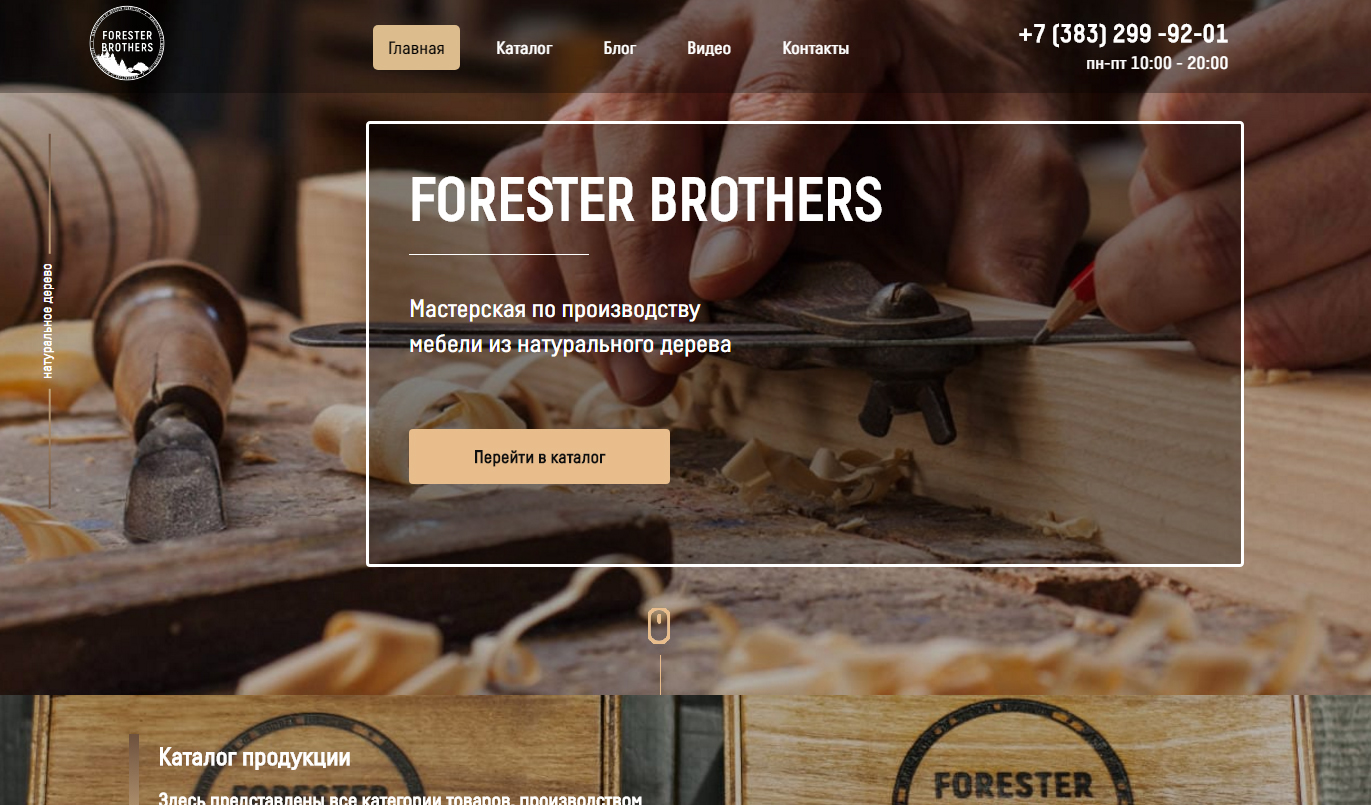 FORESTER
BROTHERS
Главная
Каталог
Блог
Видео
Контакты
+7 (383) 299 -92-01
пн-пт 10:00 - 20:00
натуральное дерево
FORESTER BROTHERS
Мастерская по производству
мебели из натурального дерева
Перейти в каталог
Каталог продукции
Здесь представлены все категории товаров, производством
FORESTER
FORESTER